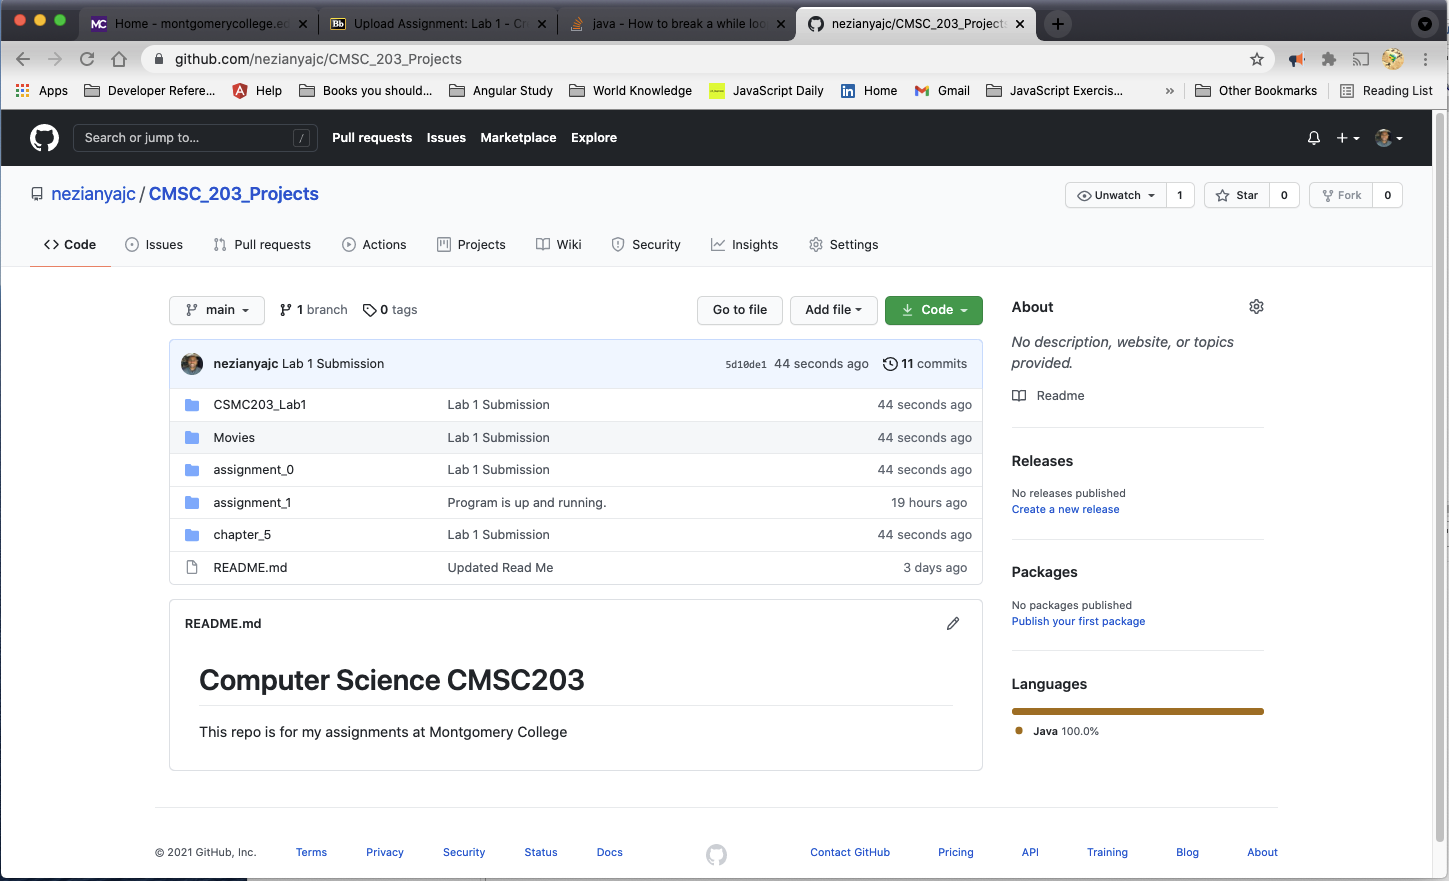 MC Home - montgomerycollege.ed
Bb Upload Assignment: Lab 1 – Cr
java - How to break a while loo
nezianyajc/CMSC_203_Projects
github.com/nezianyajc/CMSC_203_Projects
Apps Developer Refere... Help Books you should... Angular Study World Knowledge JavaScript Daily Home Gmail JavaScript Exercis... » Other Bookmarks Reading List
Search or jump to... / Pull requests Issues Marketplace Explore
nezianyajc / CMSC_203_Projects Unwatch 1 Star 0 Fork 0
Code Issues Pull requests Actions Projects Wiki Security Insights Settings
main 1 branch 0 tags Go to file Add file Code
nezianyajc Lab 1 Submission 5d10de1 44 seconds ago 11 commits
CSMC203_Lab1 Lab 1 Submission 44 seconds ago
Movies Lab 1 Submission 44 seconds ago
assignment_0 Lab 1 Submission 44 seconds ago
assignment_1 Program is up and running. 19 hours ago
chapter_5 Lab 1 Submission 44 seconds ago
README.md Updated Read Me 3 days ago
README.md
Computer Science CMSC203
This repo is for my assignments at Montgomery College
About
No description, website, or topics
provided.
Readme
Releases
No releases published
Create a new release
Packages
No packages published
Publish your first package
Languages
Java 100.0%
© 2021 GitHub, Inc. Terms Privacy Security Status Docs Contact GitHub Pricing API Training Blog About